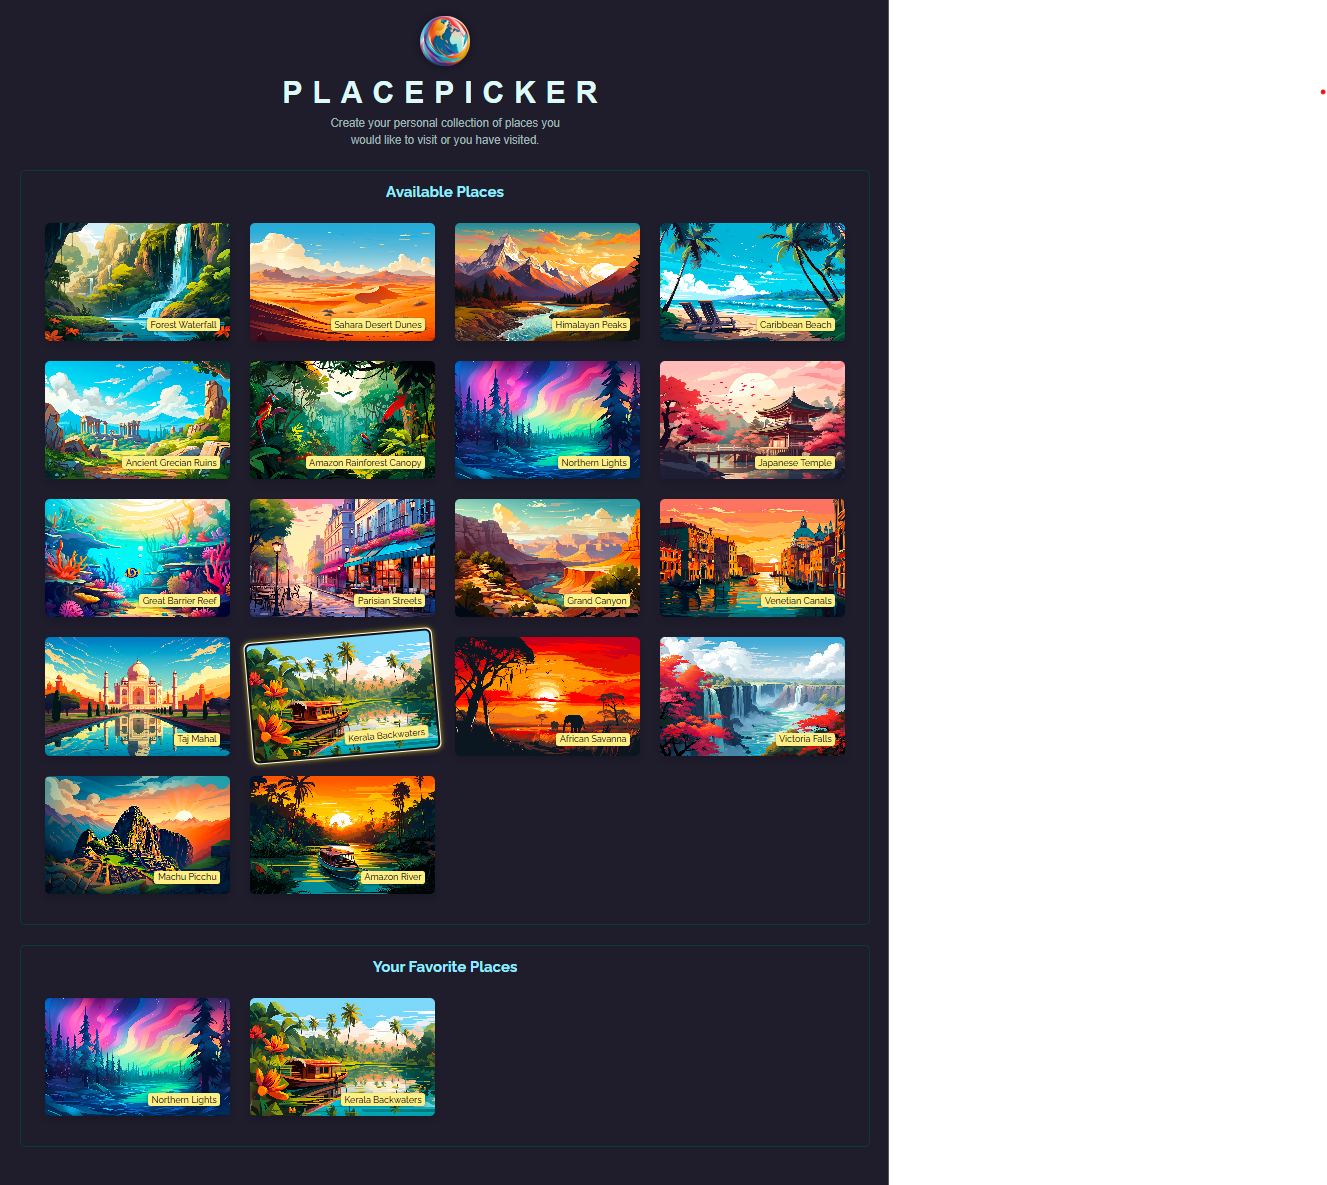 PLACEPICKER
Create your personal collection of places you
would like to visit or you have visited.
Available Places
Forest Waterfall
Sahara Desert Dunes
Himalayan Peaks
Caribbean Beach
Ancient Grecian Ruins
Amazon Rainforest Canopy
Northern Lights
Japanese Temple
Great Barrier Reef
Parisian Streets
Grand Canyon
Venetian Canals
Taj Mahal
Kerala Backwaters
African Savanna
Victoria Falls
Machu Picchu
Amazon River
Your Favorite Places
Northern Lights
Kerala Backwaters